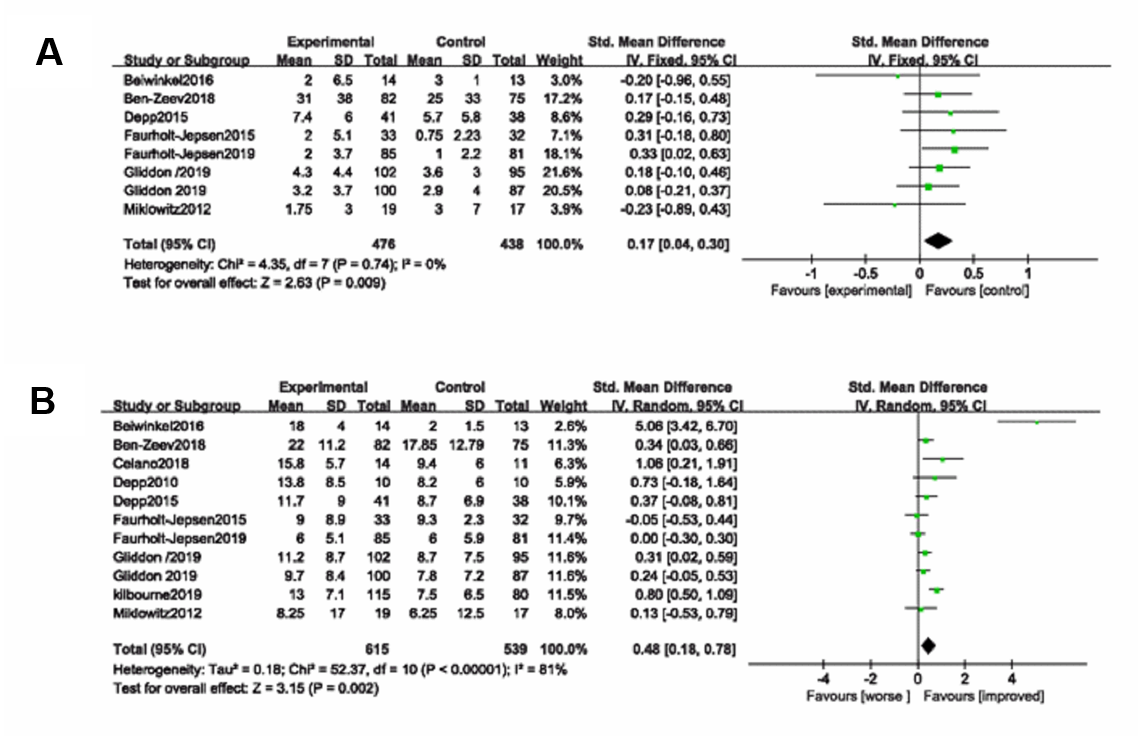 A
Experimental Control Std. Mean Difference Std. Mean Difference
Study or Subgroup Mean SD Total Mean SD Total Weight IV, Fixed, 95% CI IV, Fixed, 95% CI
Beiwinkel2016 2 6.5 14 3 1 13 3.0% -0.20 [-0.96, 0.55]
Ben-Zeev2018 31 38 82 25 33 75 17.2% 0.17 [-0.15, 0.48]
Depp2015 7.4 6 41 5.7 5.8 38 8.6% 0.29 [-0.16, 0.73]
Faurholt-Jepsen2015 2 5.1 33 0.75 2.23 32 7.1% 0.31 [-0.18, 0.80]
Faurholt-Jepsen2019 2 3.7 85 1 2.2 81 18.1% 0.33 [0.02, 0.63]
Gliddon /2019 4.3 4.4 102 3.6 3 95 21.6% 0.18 [-0.10, 0.46]
Gliddon 2019 3.2 3.7 100 2.9 4 87 20.5% 0.08 [-0.21, 0.37]
Miklowitz2012 1.75 3 19 3 7 17 3.9% -0.23 [-0.89, 0.43]
Total (95% CI) 476 438 100.0% 0.17 [0.04, 0.30]
Heterogeneity: Chi² = 4.35, df = 7 (P = 0.74); I² = 0%
Test for overall effect: Z = 2.63 (P = 0.009)
-1 -0.5 0 0.5 1
Favours [experimental] Favours [control]
B
Experimental Control Std. Mean Difference Std. Mean Difference
Study or Subgroup Mean SD Total Mean SD Total Weight IV, Random, 95% CI IV, Random, 95% CI
Beiwinkel2016 18 4 14 2 1.5 13 2.6% 5.06 [3.42, 6.70]
Ben-Zeev2018 22 11.2 82 17.85 12.79 75 11.3% 0.34 [0.03, 0.66]
Celano2018 15.8 5.7 14 9.4 6 11 6.3% 1.06 [0.21, 1.91]
Depp2010 13.8 8.5 10 8.2 6 10 5.9% 0.73 [-0.18, 1.64]
Depp2015 11.7 9 41 8.7 6.9 38 10.1% 0.37 [-0.08, 0.81]
Faurholt-Jepsen2015 9 8.9 33 9.3 2.3 32 9.7% -0.05 [-0.53, 0.44]
Faurholt-Jepsen2019 6 5.1 85 6 5.9 81 11.4% 0.00 [-0.30, 0.30]
Gliddon /2019 11.2 8.7 102 8.7 7.5 95 11.6% 0.31 [0.02, 0.59]
Gliddon 2019 9.7 8.4 100 7.8 7.2 87 11.6% 0.24 [-0.05, 0.53]
kilbourne2019 13 7.1 115 7.5 6.5 80 11.5% 0.80 [0.50, 1.09]
Miklowitz2012 8.25 17 19 6.25 12.5 17 8.0% 0.13 [-0.53, 0.79]
Total (95% CI) 615 539 100.0% 0.48 [0.18, 0.78]
Heterogeneity: Tau² = 0.18; Chi² = 52.37, df = 10 (P < 0.00001); I² = 81%
Test for overall effect: Z = 3.15 (P = 0.002)
-4 -2 0 2 4
Favours [worse ] Favours [improved]